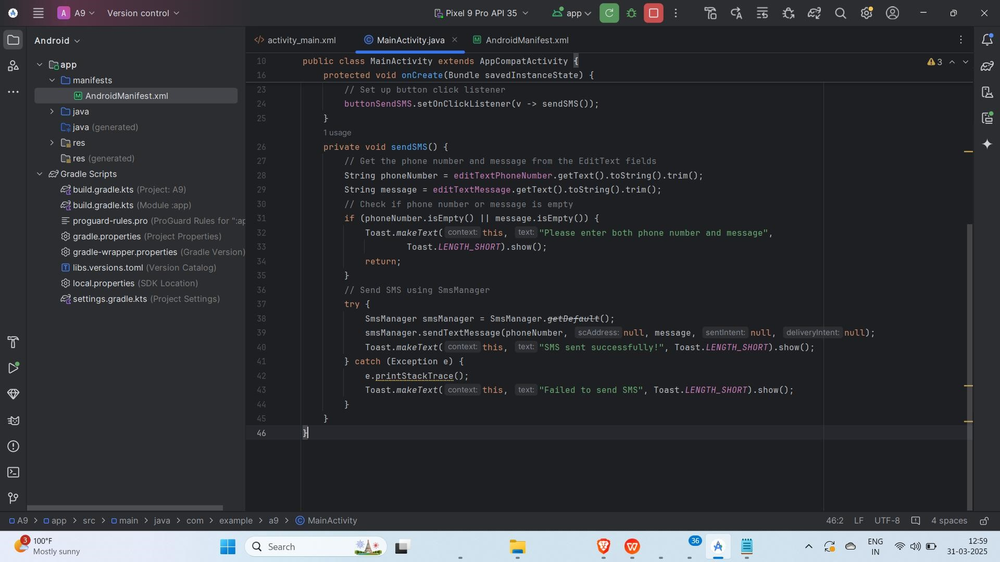 A A9 Version control Pixel 9 Pro API 35 app
Android
app
manifests
AndroidManifest.xml
java
java (generated)
res
res (generated)
Gradle Scripts
build.gradle.kts (Project: A9)
build.gradle.kts (Module :app)
proguard-rules.pro (ProGuard Rules for ":ap
gradle.properties (Project Properties)
gradle-wrapper.properties (Gradle Version)
libs.versions.toml (Version Catalog)
local.properties (SDK Location)
settings.gradle.kts (Project Settings)
activity_main.xml MainActivity.java AndroidManifest.xml
3
10 public class MainActivity extends AppCompatActivity {
16 protected void onCreate(Bundle savedInstanceState) {
23 // Set up button click listener
24 buttonSendSMS.setOnClickListener(v -> sendSMS());
25 }
1 usage
26 private void sendSMS() {
27 // Get the phone number and message from the EditText fields
28 String phoneNumber = editTextPhoneNumber.getText().toString().trim();
29 String message = editTextMessage.getText().toString().trim();
30 // Check if phone number or message is empty
31 if (phoneNumber.isEmpty() || message.isEmpty()) {
32 Toast.makeText( context: this, text: "Please enter both phone number and message",
33 Toast.LENGTH_SHORT).show();
34 return;
35 }
36 // Send SMS using SmsManager
37 try {
38 SmsManager smsManager = SmsManager.getDefault();
39 smsManager.sendTextMessage(phoneNumber, scAddress: null, message, sentIntent: null, deliveryIntent: null);
40 Toast.makeText( context: this, text: "SMS sent successfully!", Toast.LENGTH_SHORT).show();
41 } catch (Exception e) {
42 e.printStackTrace();
43 Toast.makeText( context: this, text: "Failed to send SMS", Toast.LENGTH_SHORT).show();
44 }
45 }
46 }
A9 > app > src > main > java > com > example > a9 > MainActivity 46:2 LF UTF-8 4 spaces
3 100°F
Mostly sunny
Search
36
ENG
IN
12:59
31-03-2025